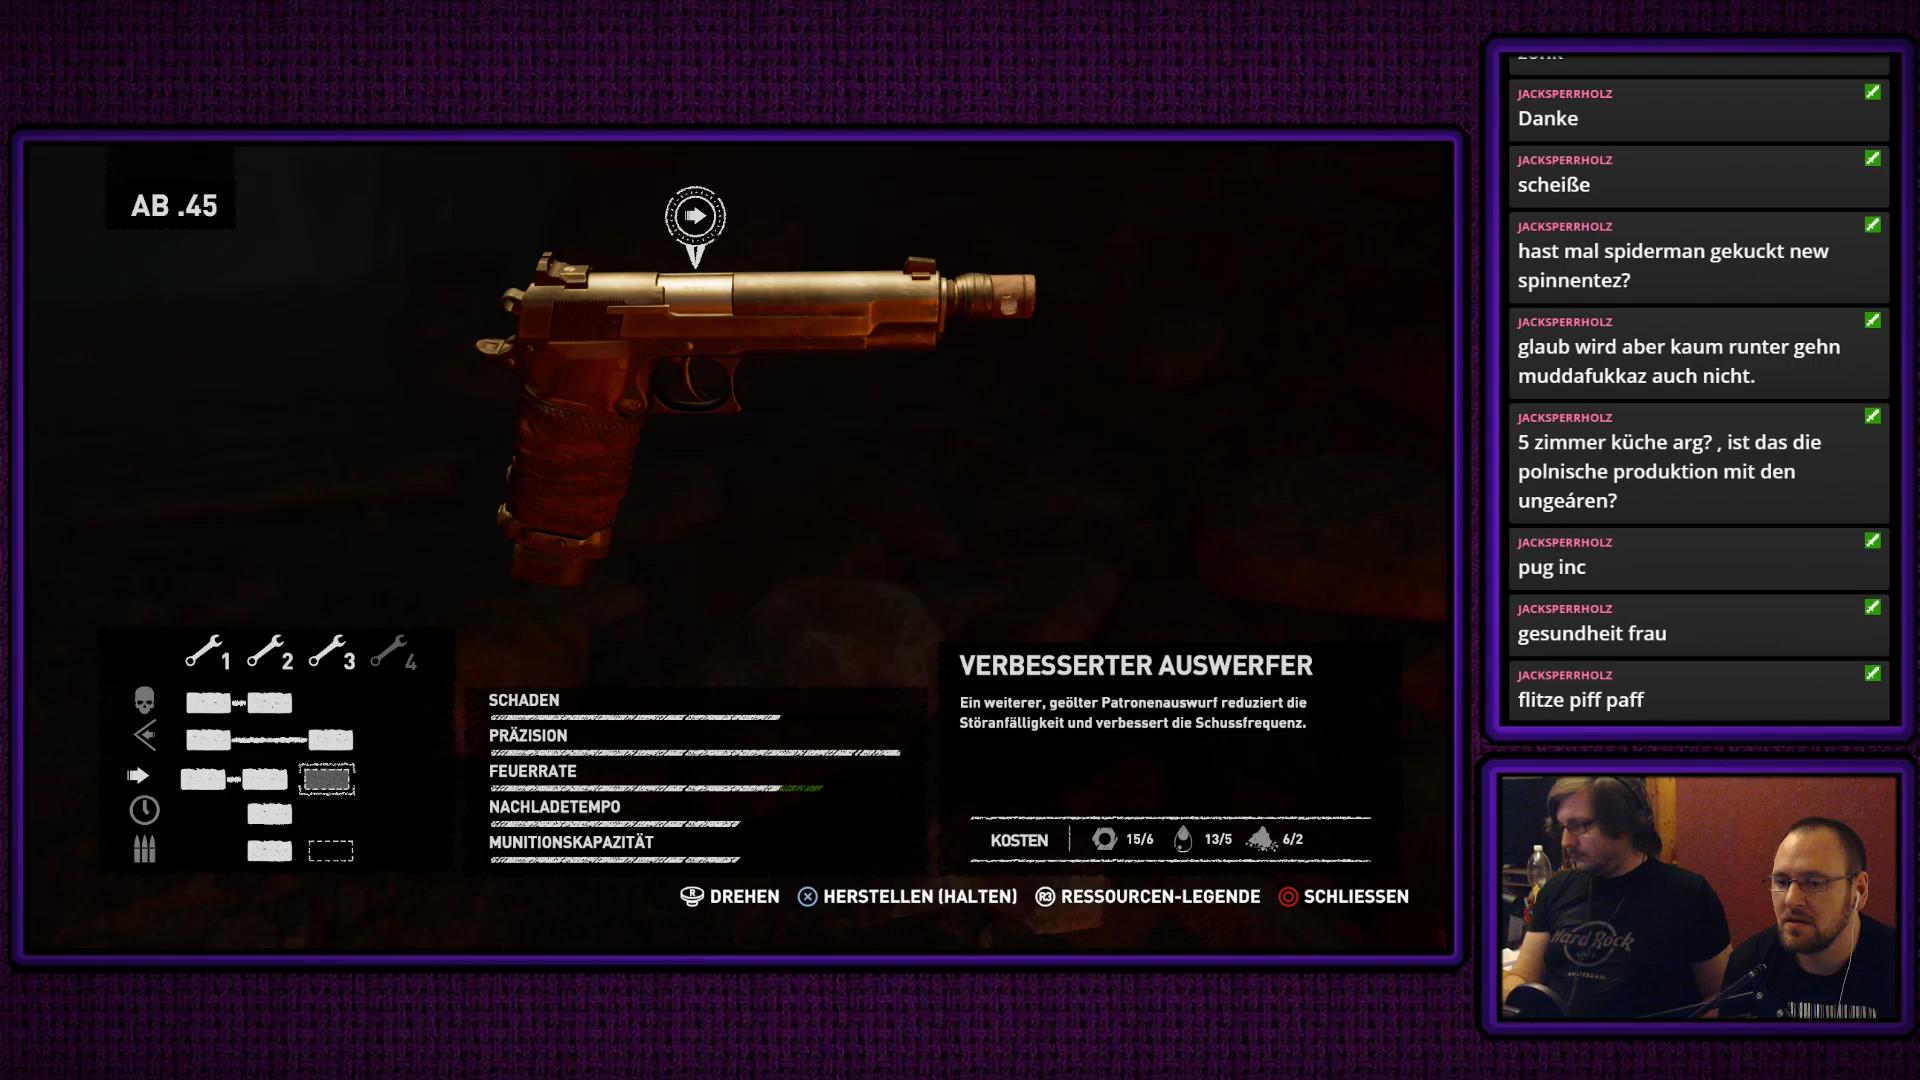 AB .45
1 2 3 4
SCHADEN
PRÄZISION
FEUERRATE
NACHLADETEMPO
MUNITIONSKAPAZITÄT
VERBESSERTER AUSWERFER
Ein weiterer, geölter Patronenauswurf reduziert die
Störanfälligkeit und verbessert die Schussfrequenz.
KOSTEN 15/6 13/5 6/2
R DREHEN HERSTELLEN (HALTEN) R3 RESSOURCEN-LEGENDE SCHLIESSEN
JACKSPERRHOLZ
Danke
JACKSPERRHOLZ
scheiße
JACKSPERRHOLZ
hast mal spiderman gekuckt new
spinnentez?
JACKSPERRHOLZ
glaub wird aber kaum runter gehn
muddafukkaz auch nicht.
JACKSPERRHOLZ
5 zimmer küche arg? , ist das die
polnische produktion mit den
ungeáren?
JACKSPERRHOLZ
pug inc
JACKSPERRHOLZ
gesundheit frau
JACKSPERRHOLZ
flitze piff paff
Hard Rock
AMSTERDAM